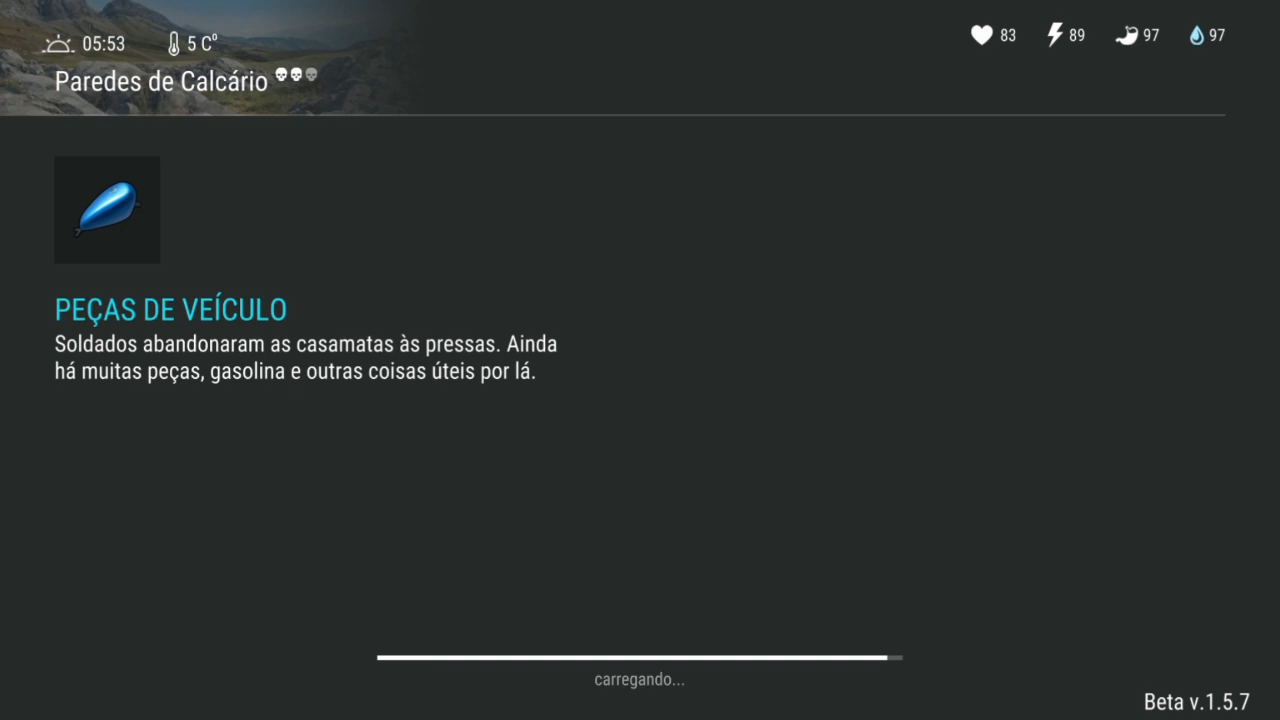 05:53 5 Cº
83 89 97 97
Paredes de Calcário
PEÇAS DE VEÍCULO
Soldados abandonaram as casamatas às pressas. Ainda
há muitas peças, gasolina e outras coisas úteis por lá.
carregando...
Beta v.1.5.7